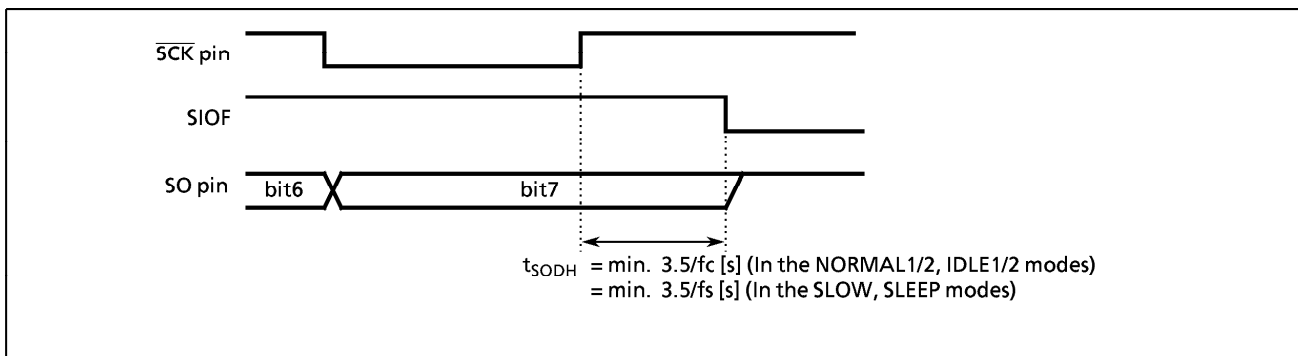 SCK pin
SIOF
SO pin bit6 bit7
tSODH = min. 3.5/fc [s] (In the NORMAL1/2, IDLE1/2 modes)
= min. 3.5/fs [s] (In the SLOW, SLEEP modes)